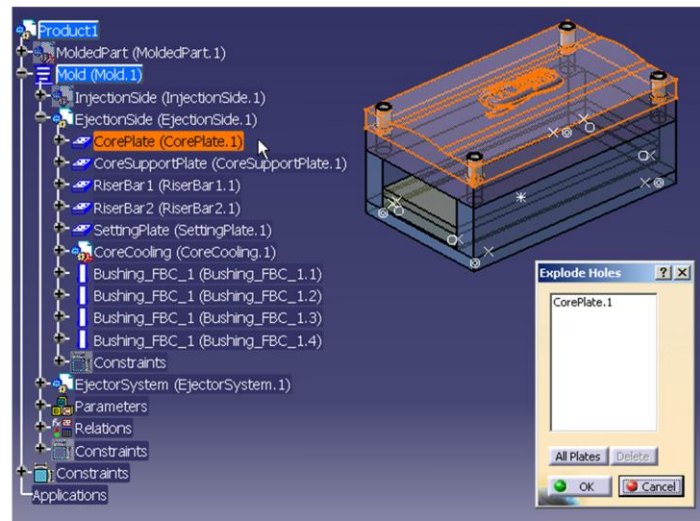 Product1
MoldedPart (MoldedPart.1)
Mold (Mold.1)
InjectionSide (InjectionSide.1)
EjectionSide (EjectionSide.1)
CorePlate (CorePlate.1)
CoreSupportPlate (CoreSupportPlate.1)
RiserBar1 (RiserBar1.1)
RiserBar2 (RiserBar2.1)
SettingPlate (SettingPlate.1)
CoreCooling (CoreCooling.1)
Bushing_FBC_1 (Bushing_FBC_1.1)
Bushing_FBC_1 (Bushing_FBC_1.2)
Bushing_FBC_1 (Bushing_FBC_1.3)
Bushing_FBC_1 (Bushing_FBC_1.4)
Constraints
EjectorSystem (EjectorSystem.1)
Parameters
Relations
Constraints
Constraints
Applications
Explode Holes
CorePlate.1
All Plates Delete
OK Cancel